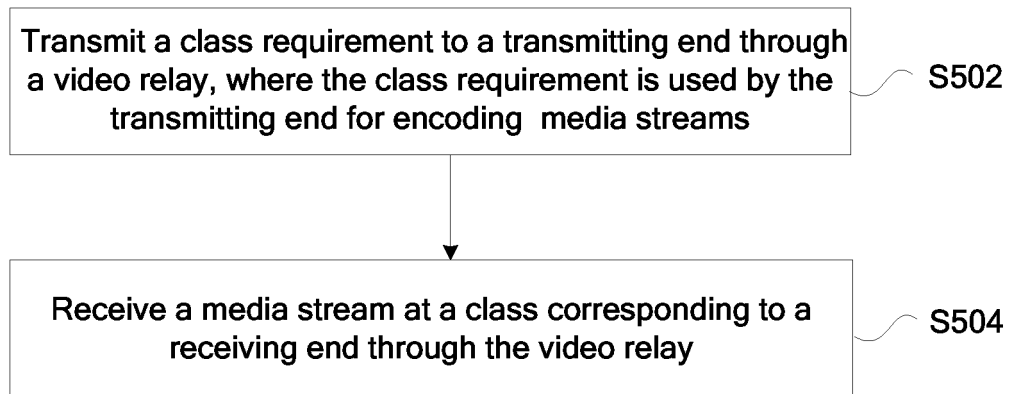 Transmit a class requirement to a transmitting end through
a video relay, where the class requirement is used by the
transmitting end for encoding media streams
S502
Receive a media stream at a class corresponding to a
receiving end through the video relay
S504